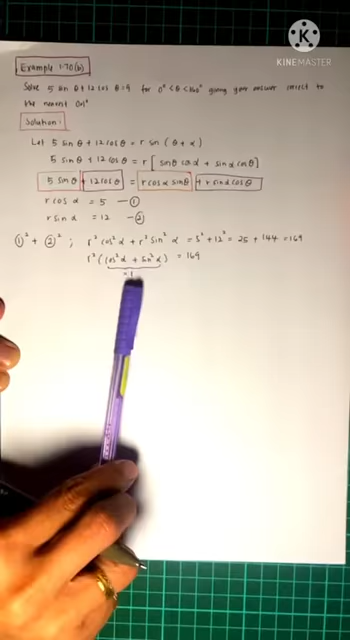 KINEMASTER
Example 1.70(b)
Solve 5 sin θ + 12 cos θ = 9 for 0° < θ < 360° giving your answer correct to
the nearest 0.1°
Solution:
Let 5 sin θ + 12 cos θ = r sin (θ + α)
5 sin θ + 12 cos θ = r [ sin θ cos α + sin α cos θ ]
5 sin θ + 12 cos θ = r cos α sin θ + r sin α cos θ
r cos α = 5 — ①
r sin α = 12 — ②
①² + ②² ; r² cos² α + r² sin² α = 5² + 12² = 25 + 144 = 169
r² (cos² α + sin² α) = 169
= 1